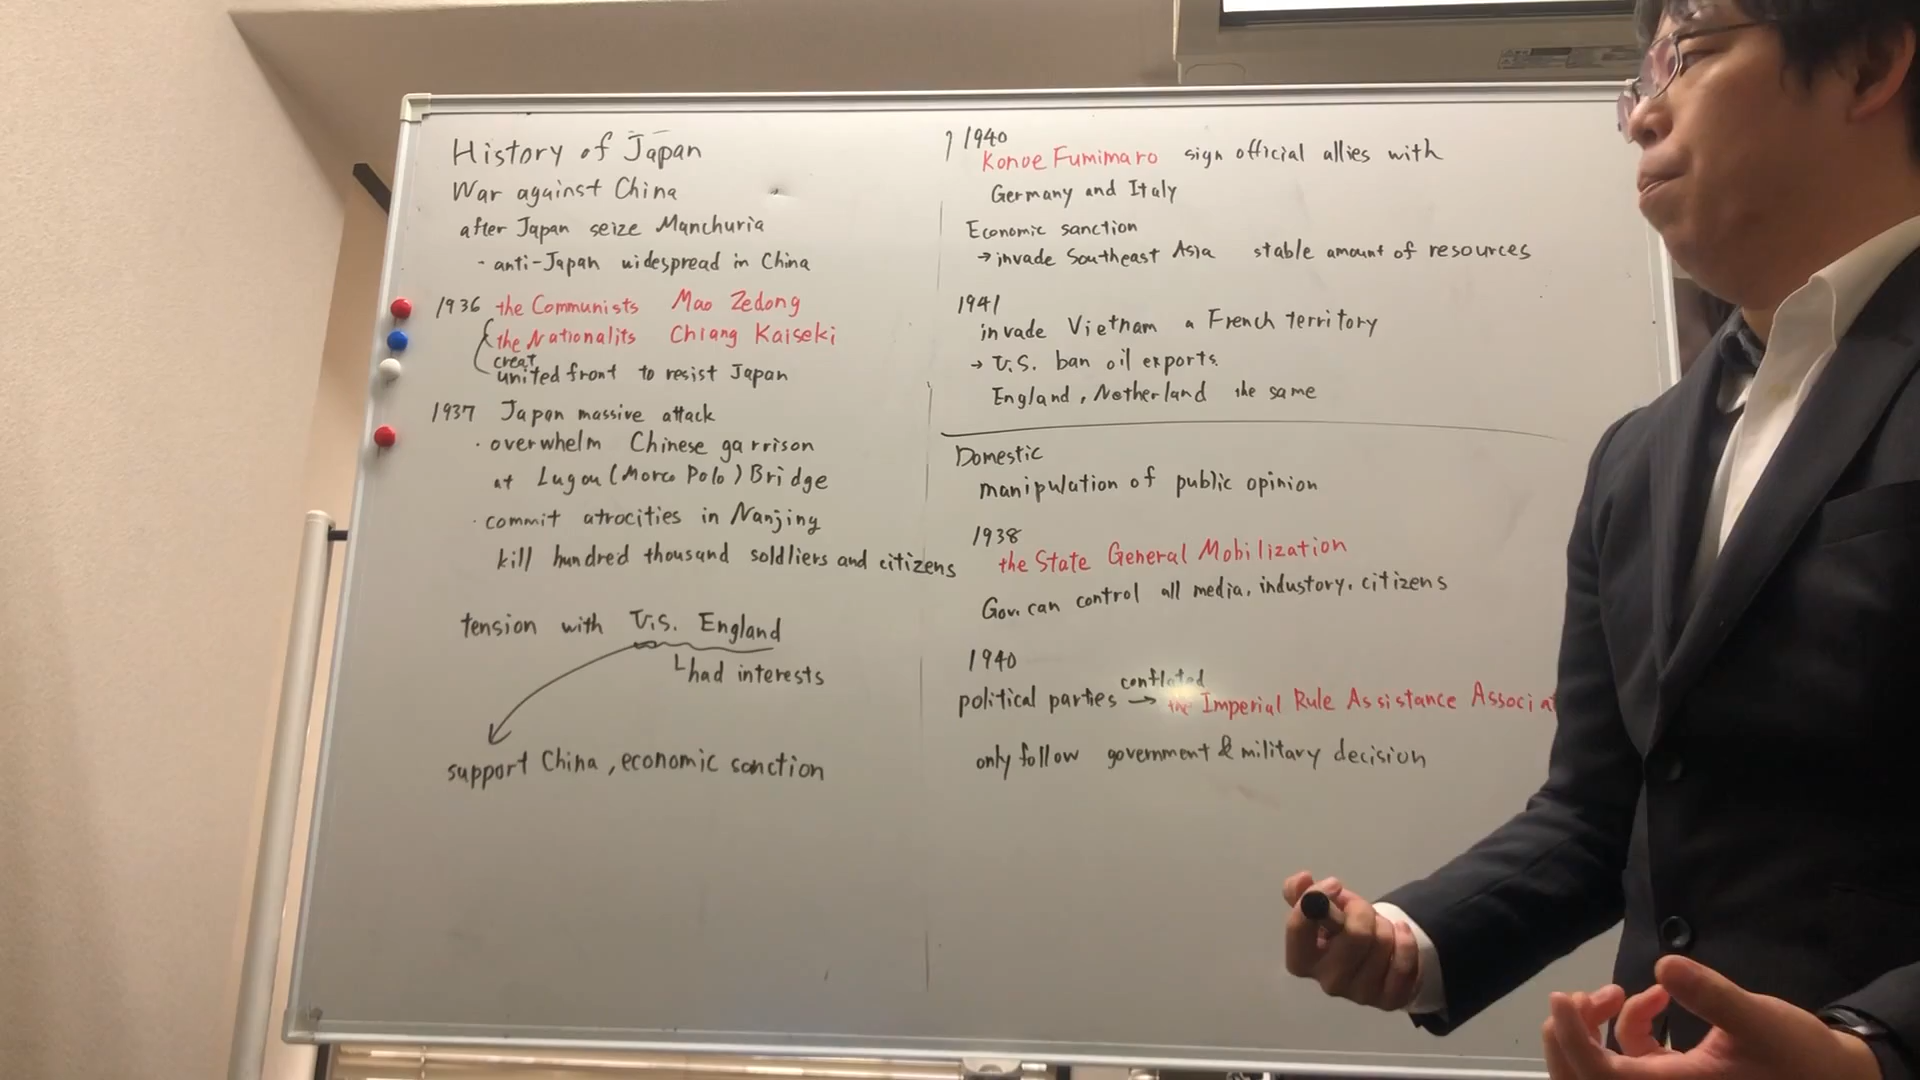 History of Japan
War against China
after Japan seize Manchuria
- anti-Japan widespread in China
1936 the Communists Mao Zedong
the Nationalits Chiang Kaiseki
creat
united front to resist Japan
1937 Japan massive attack
· overwhelm Chinese garrison
at Lugou (Morco Polo) Bridge
· commit atrocities in Nanjing
kill hundred thousand soldliers and citizens
tension with U.S. England
had interests
support China, economic sanction
1940
Konoe Fumimaro sign official allies with
Germany and Italy
Economic sanction
→ invade Southeast Asia stable amount of resources
1941
invade Vietnam a French territory
→ U.S. ban oil exports.
England, Netherland the same
Domestic
manipulation of public opinion
1938
the State General Mobilization
Gov. can control all media, industory, citizens
1940
conflated
political parties → the Imperial Rule Assistance Associat
only follow government & military decision